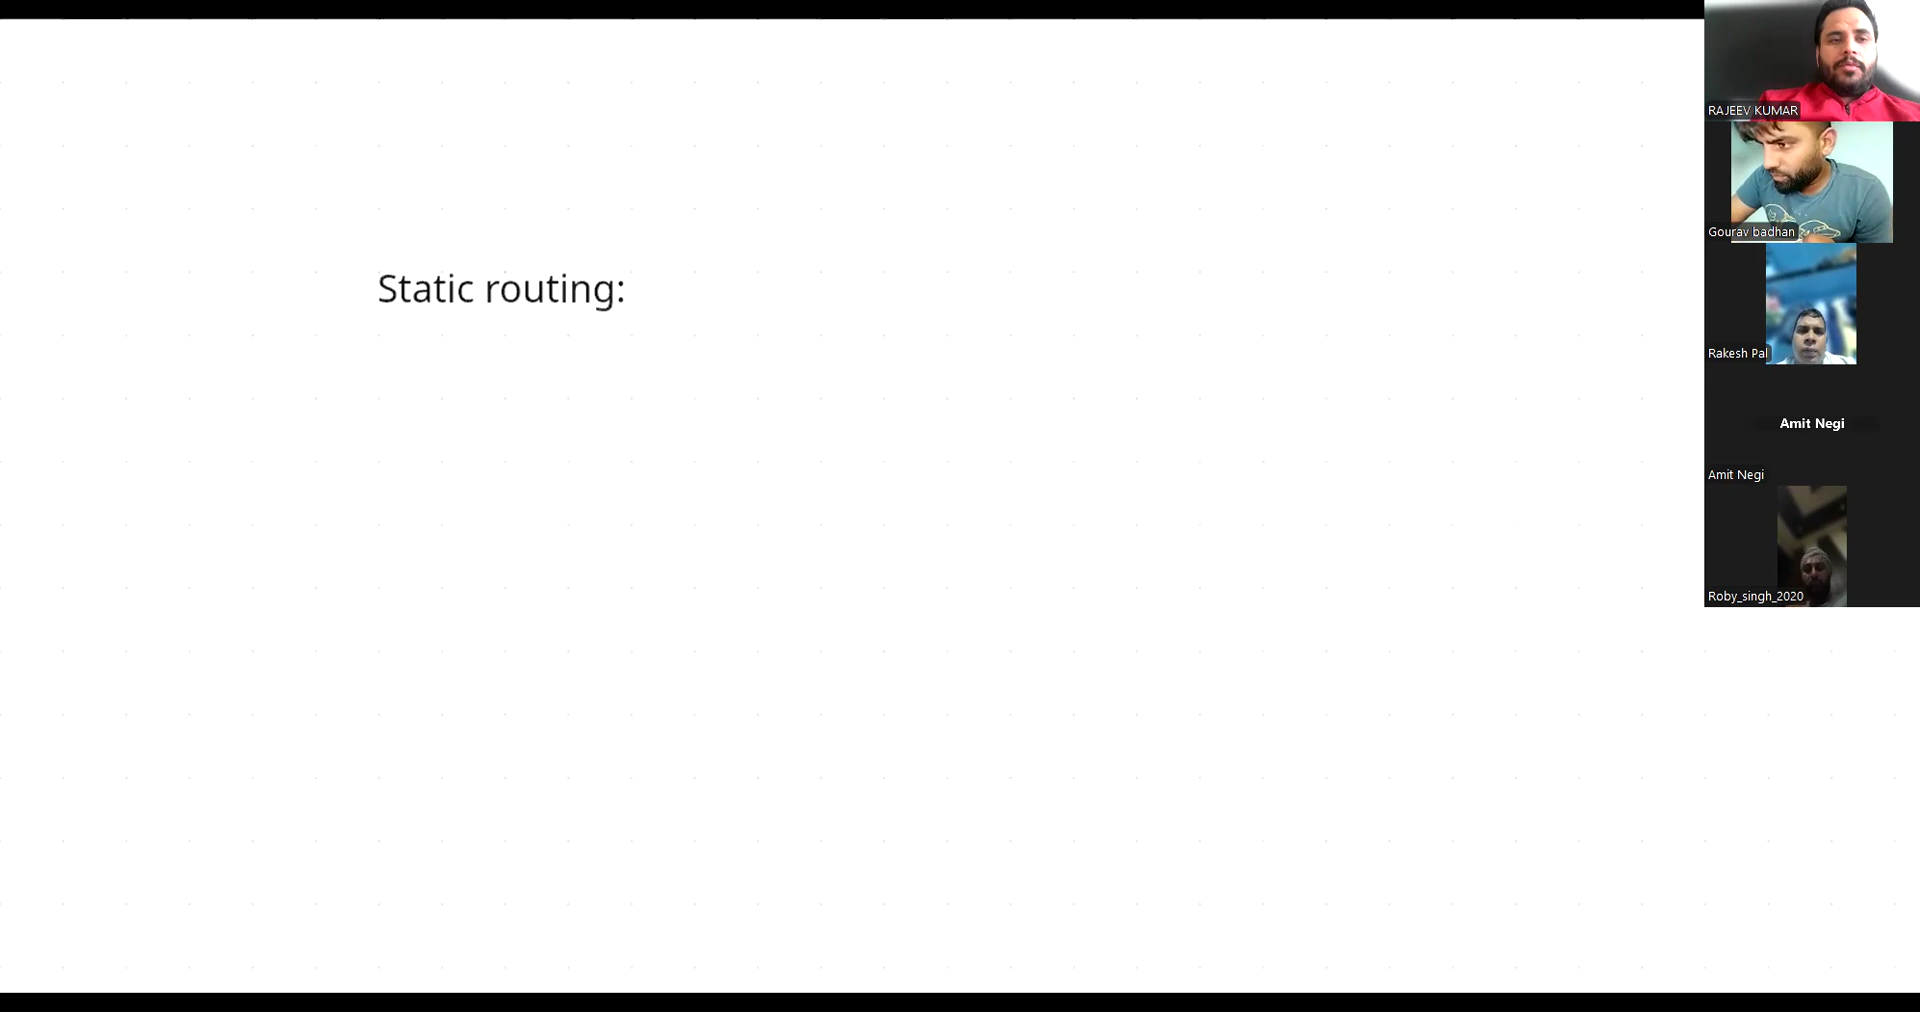 Static routing:
RAJEEV KUMAR
Gourav badhan
Rakesh Pal
Amit Negi
Amit Negi
Roby_singh_2020